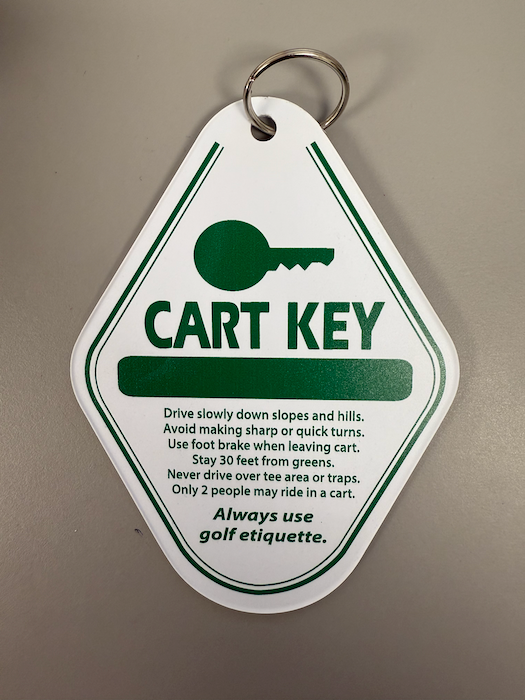 CART KEY
Drive slowly down slopes and hills.
Avoid making sharp or quick turns.
Use foot brake when leaving cart.
Stay 30 feet from greens.
Never drive over tee area or traps.
Only 2 people may ride in a cart.
Always use
golf etiquette.